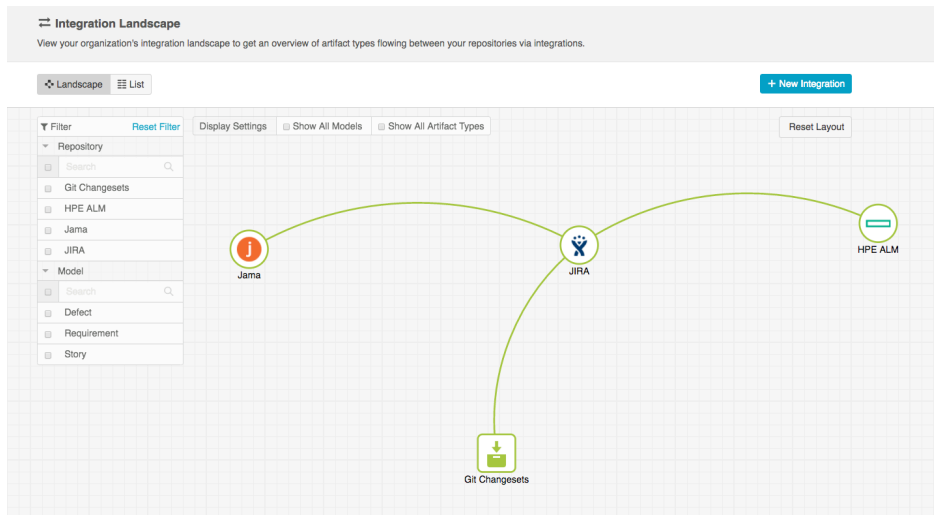 Integration Landscape
View your organization's integration landscape to get an overview of artifact types flowing between your repositories via integrations.
Landscape List
+ New Integration
Filter Reset Filter
Display Settings Show All Models Show All Artifact Types
Reset Layout
Repository
Search
Git Changesets
HPE ALM
Jama
JIRA
Model
Search
Defect
Requirement
Story
j
Jama
JIRA
HPE ALM
Git Changesets